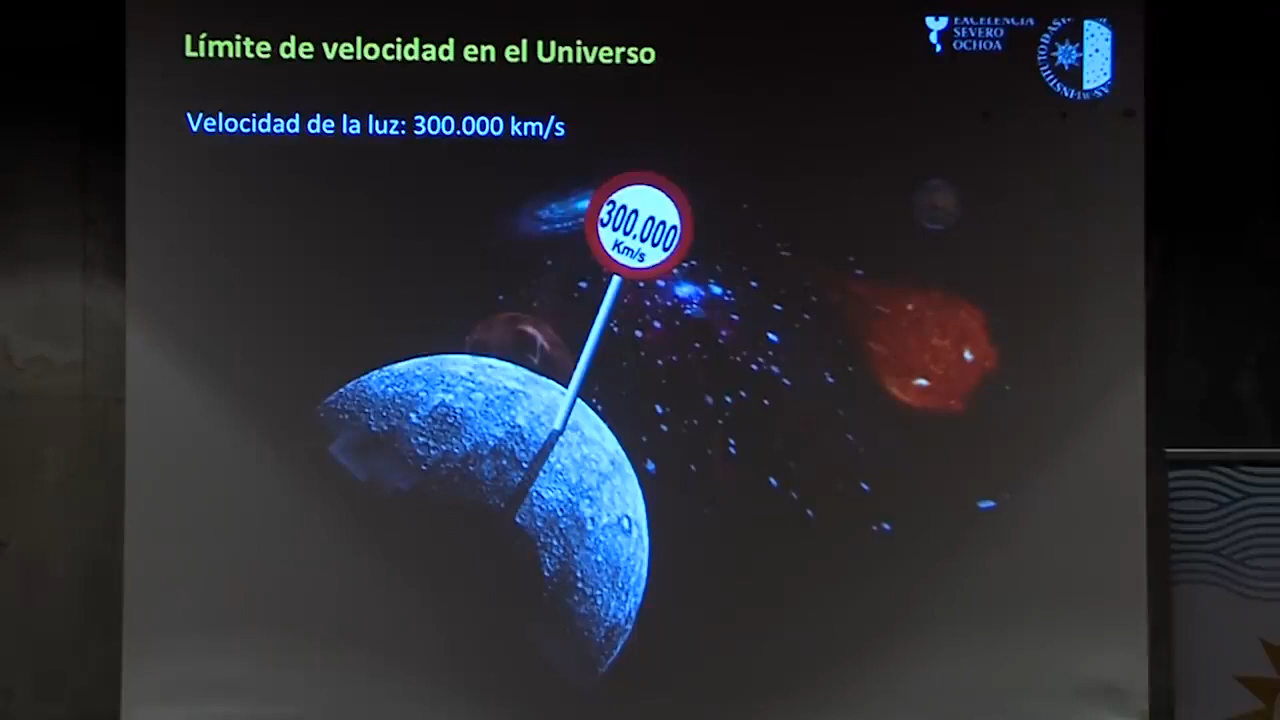 Límite de velocidad en el Universo
EXCELENCIA
SEVERO
OCHOA
Velocidad de la luz: 300.000 km/s
300.000
Km/s